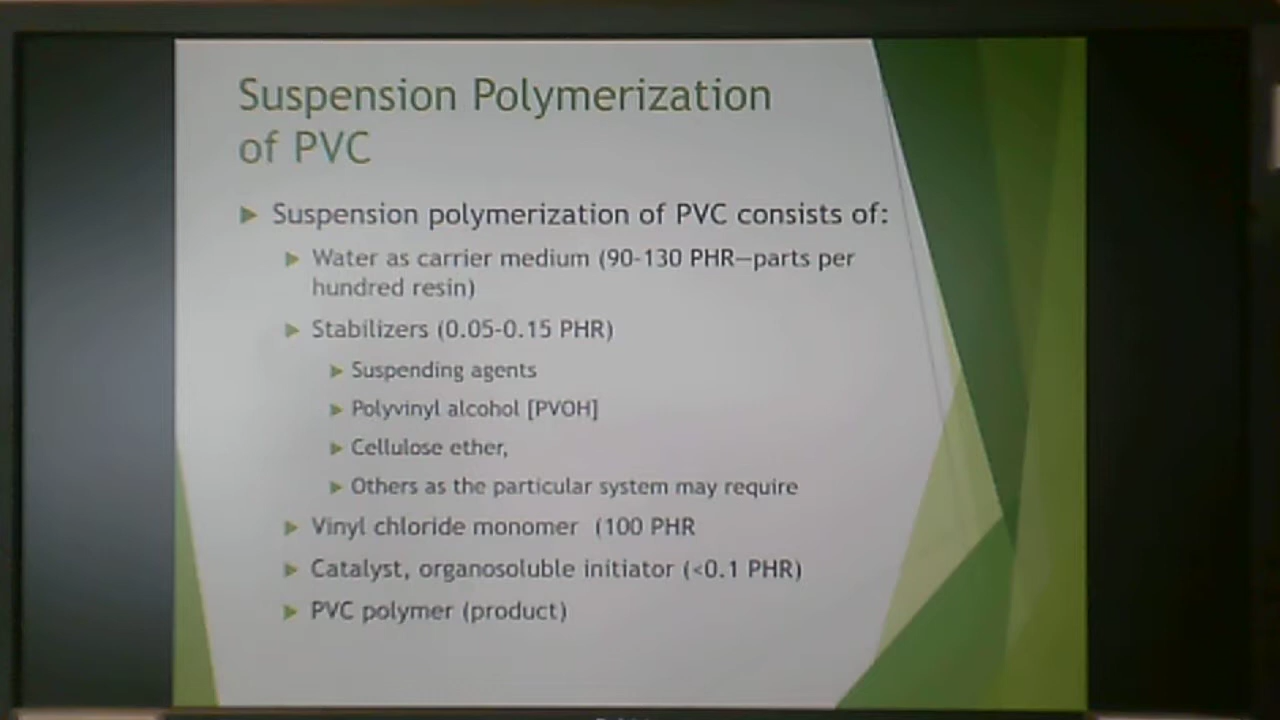 Suspension Polymerization
of PVC
Suspension polymerization of PVC consists of:
Water as carrier medium (90-130 PHR—parts per
hundred resin)
Stabilizers (0.05-0.15 PHR)
Suspending agents
Polyvinyl alcohol [PVOH]
Cellulose ether,
Others as the particular system may require
Vinyl chloride monomer  (100 PHR
Catalyst, organosoluble initiator (<0.1 PHR)
PVC polymer (product)